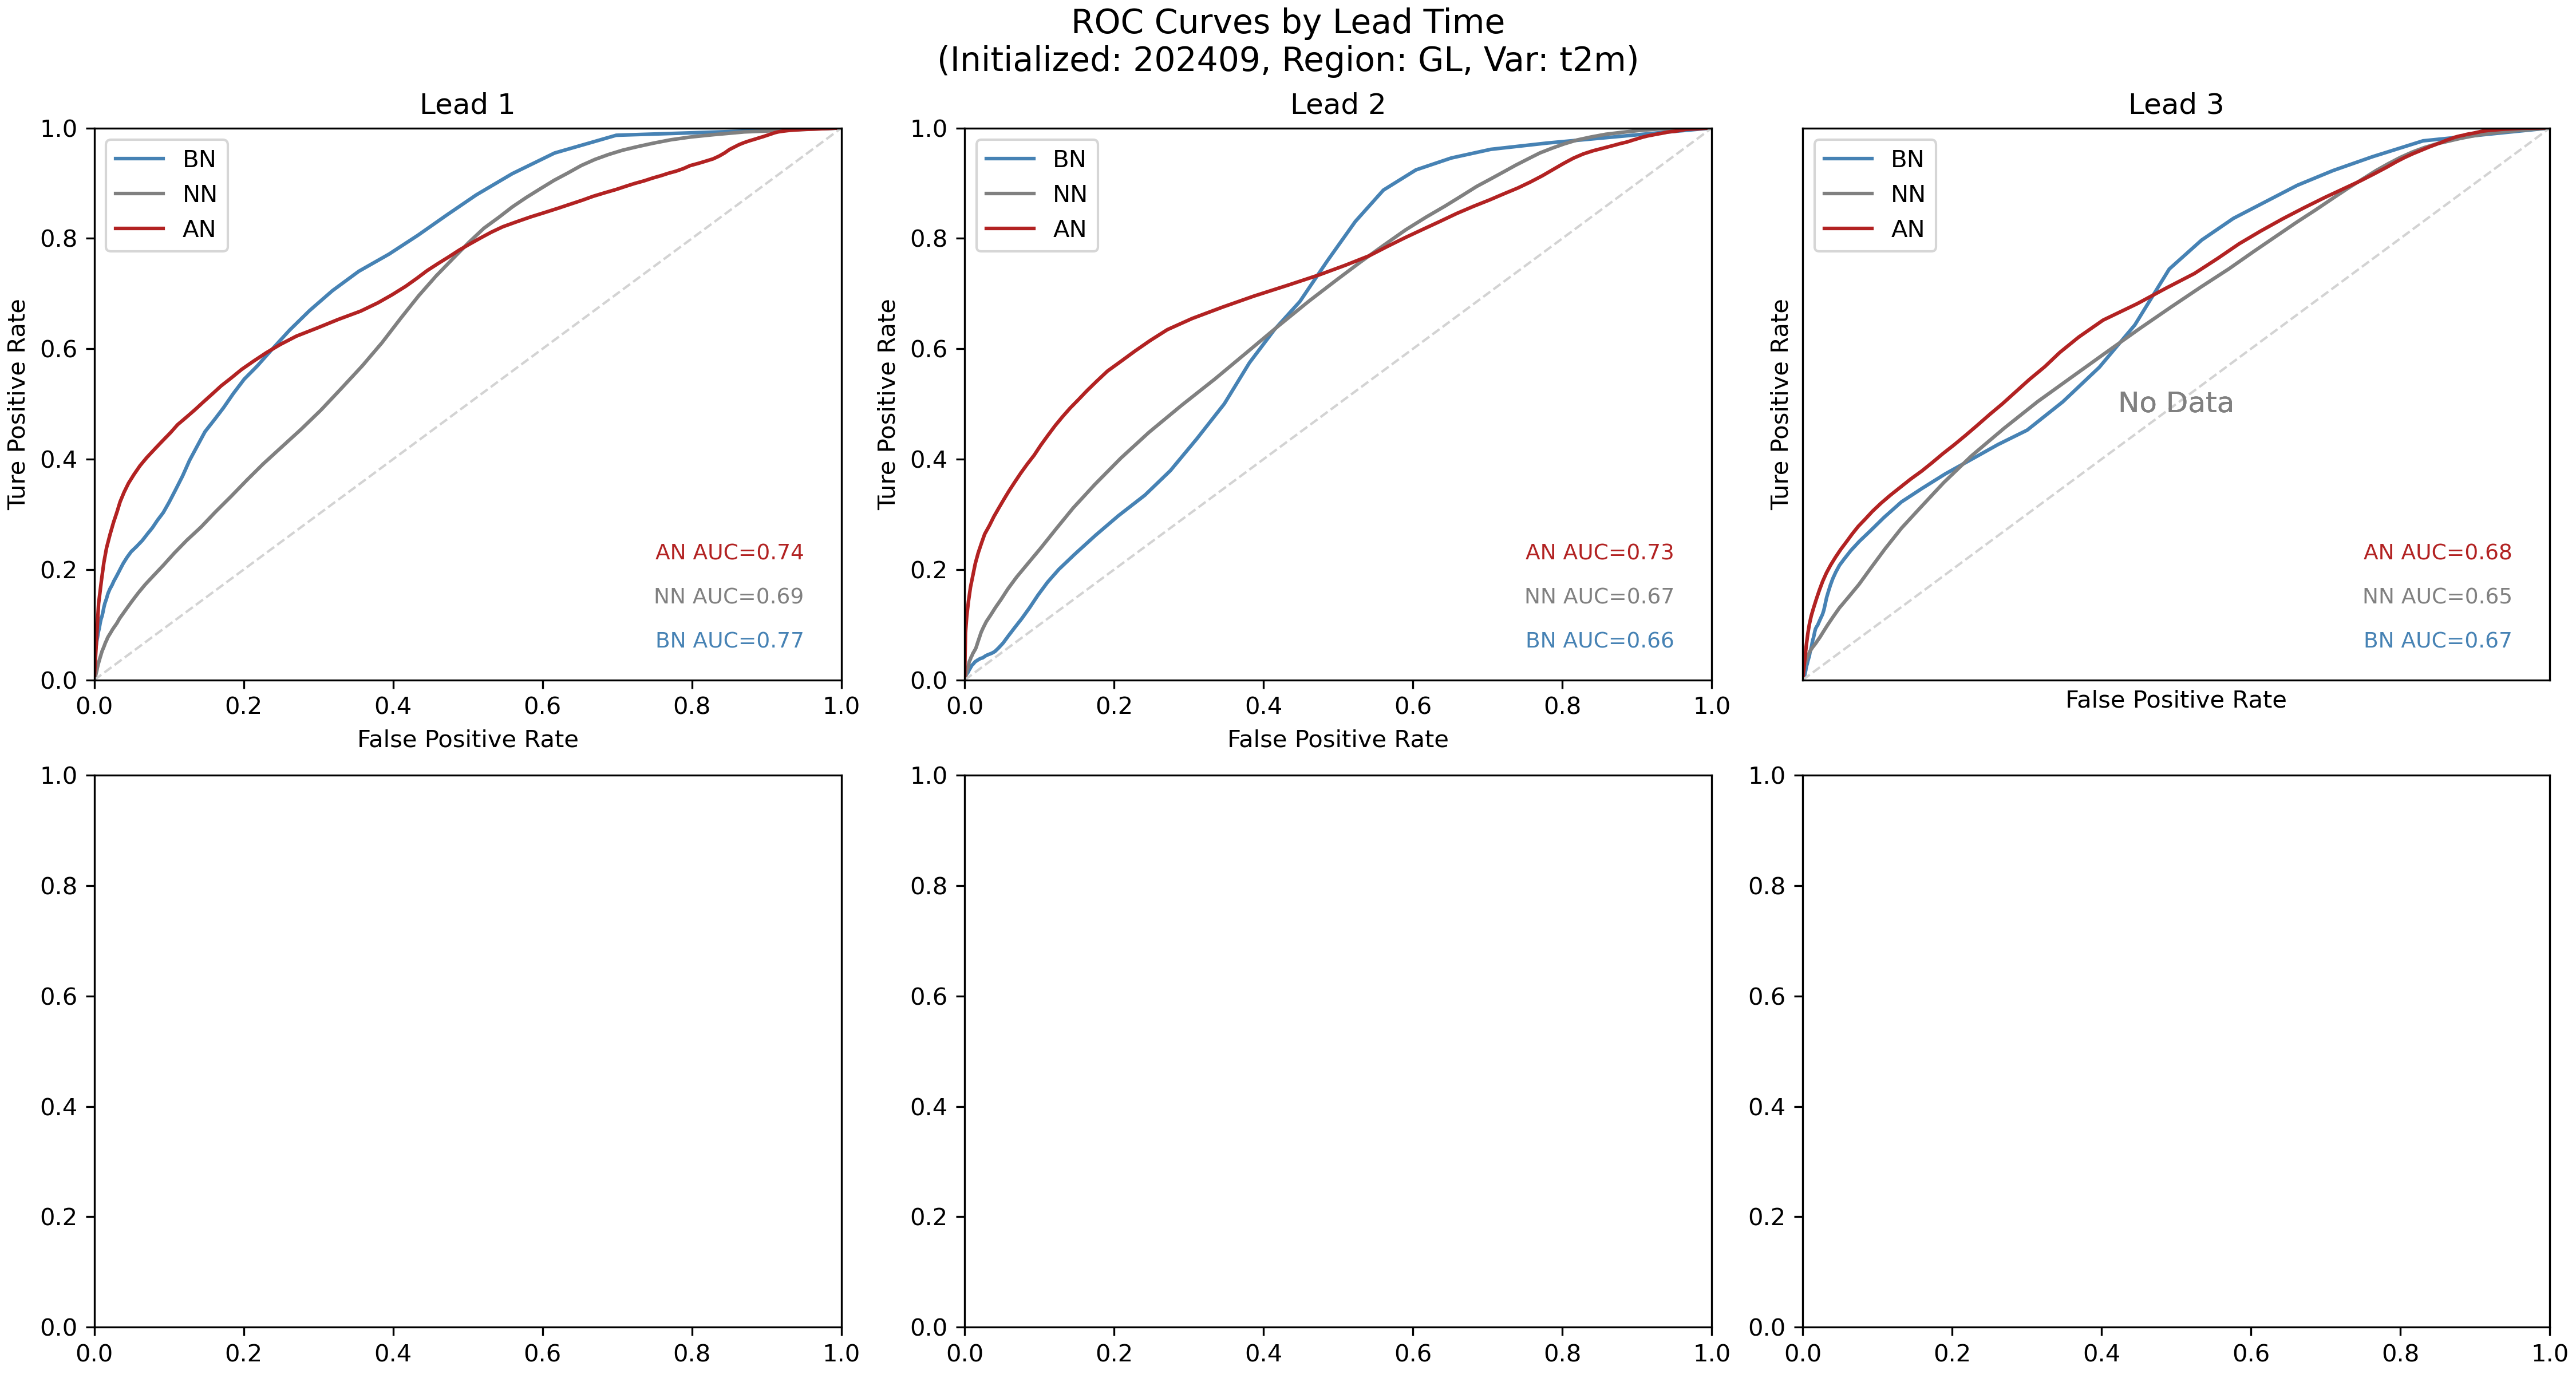 ROC Curves by Lead Time
(Initialized: 202409, Region: GL, Var: t2m)
Lead 1
1.0
0.8
0.6
0.4
0.2
0.0
Ture Positive Rate
BN
NN
AN
AN AUC=0.74
NN AUC=0.69
BN AUC=0.77
0.0 0.2 0.4 0.6 0.8 1.0
False Positive Rate
Lead 2
1.0
0.8
0.6
0.4
0.2
0.0
Ture Positive Rate
BN
NN
AN
AN AUC=0.73
NN AUC=0.67
BN AUC=0.66
0.0 0.2 0.4 0.6 0.8 1.0
False Positive Rate
Lead 3
Ture Positive Rate
BN
NN
AN
No Data
AN AUC=0.68
NN AUC=0.65
BN AUC=0.67
False Positive Rate
1.0
0.8
0.6
0.4
0.2
0.0
0.0 0.2 0.4 0.6 0.8 1.0
1.0
0.8
0.6
0.4
0.2
0.0
0.0 0.2 0.4 0.6 0.8 1.0
1.0
0.8
0.6
0.4
0.2
0.0
0.0 0.2 0.4 0.6 0.8 1.0